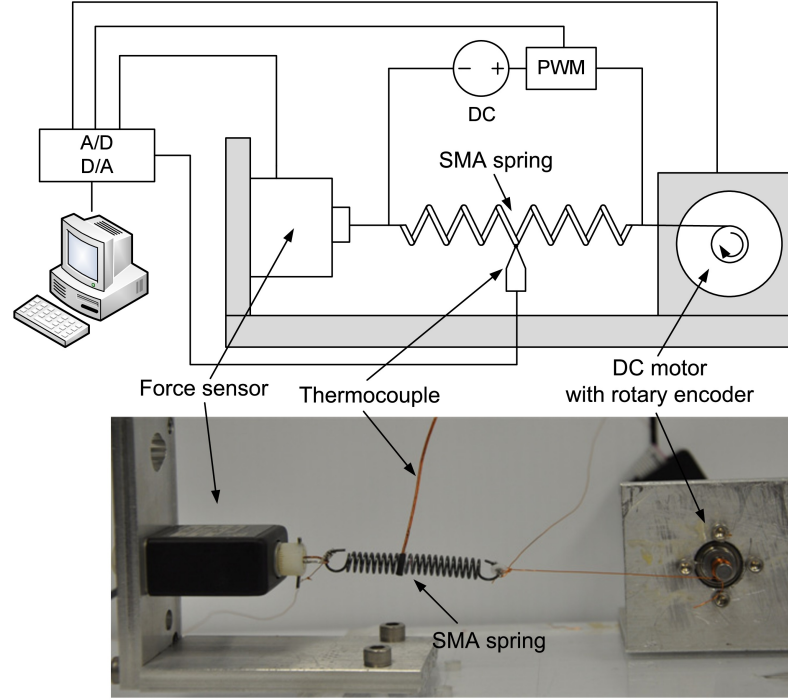 PWM
DC
A/D
D/A
SMA spring
Force sensor
Thermocouple
DC motor
with rotary encoder
SMA spring